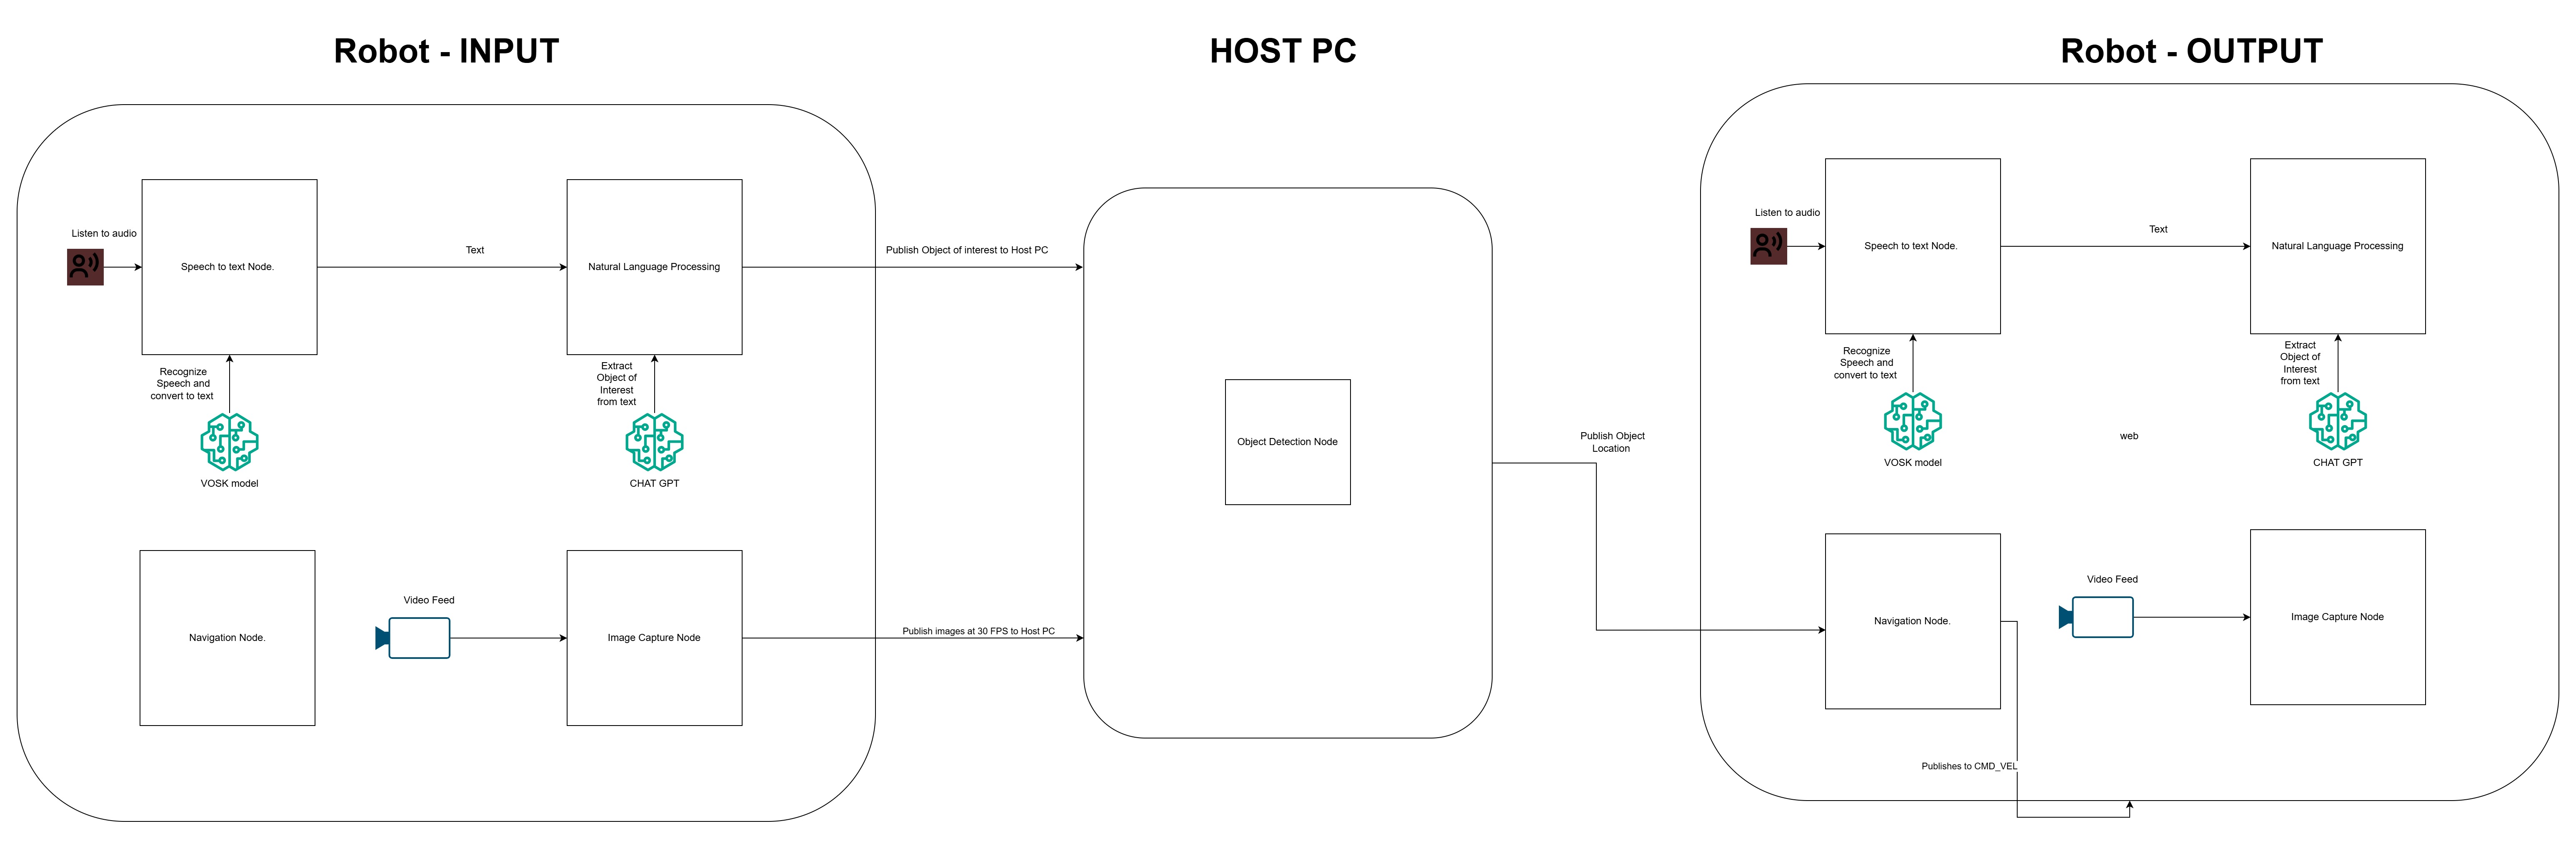 Robot - INPUT
HOST PC
Robot - OUTPUT
Listen to audio
Speech to text Node.
Text
Natural Language Processing
Publish Object of interest to Host PC
Recognize
Speech and
convert to text
VOSK model
Extract
Object of
Interest
from text
CHAT GPT
Navigation Node.
Video Feed
Image Capture Node
Publish images at 30 FPS to Host PC
Object Detection Node
Publish Object
Location
Listen to audio
Speech to text Node.
Text
Natural Language Processing
Recognize
Speech and
convert to text
VOSK model
web
Extract
Object of
Interest
from text
CHAT GPT
Navigation Node.
Video Feed
Image Capture Node
Publishes to CMD_VEL